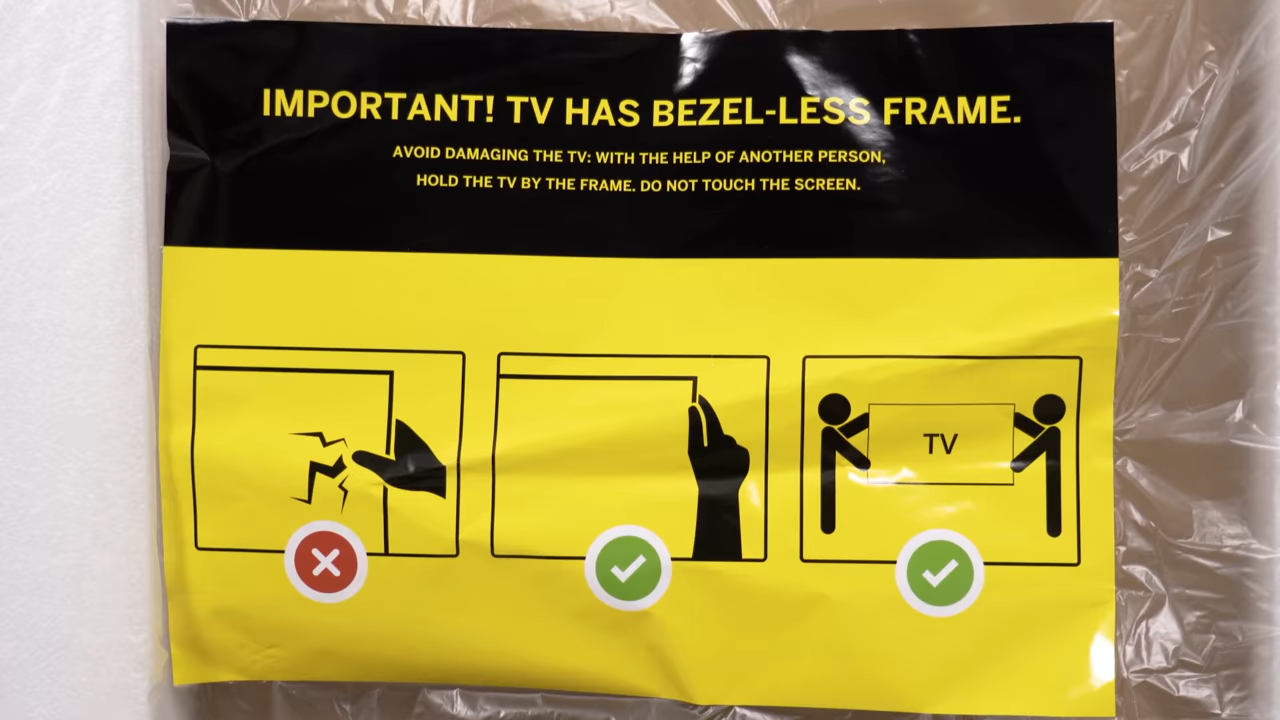 IMPORTANT! TV HAS BEZEL-LESS FRAME.
AVOID DAMAGING THE TV: WITH THE HELP OF ANOTHER PERSON,
HOLD THE TV BY THE FRAME. DO NOT TOUCH THE SCREEN.
TV